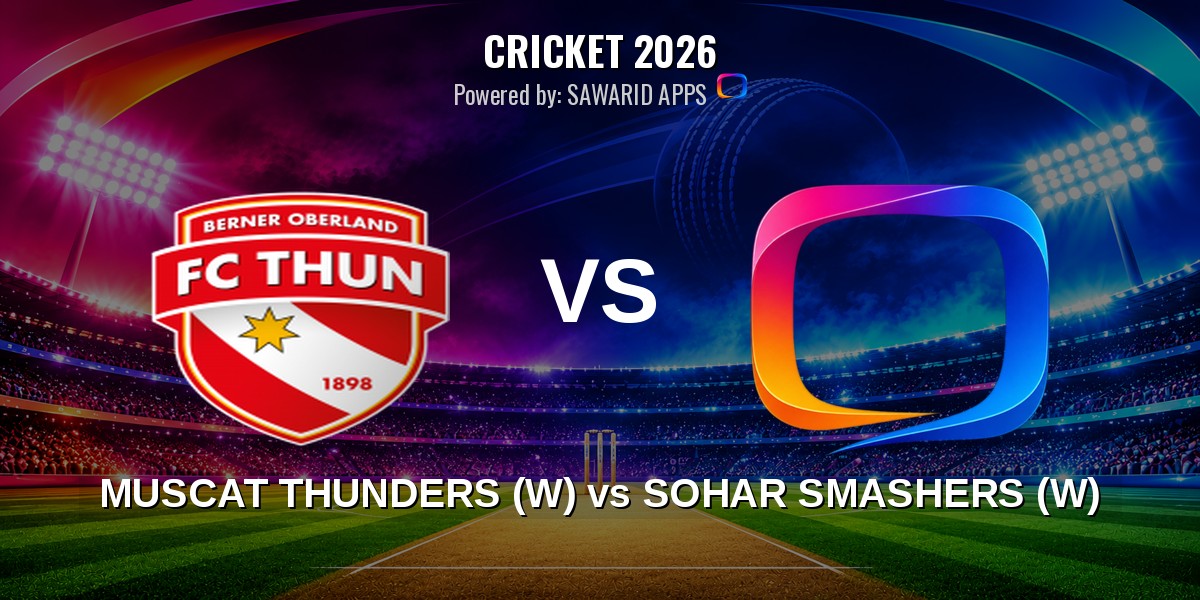 CRICKET 2026
Powered by: SAWARID APPS
BERNER OBERLAND
FC THUN
1898
VS
MUSCAT THUNDERS (W) vs SOHAR SMASHERS (W)